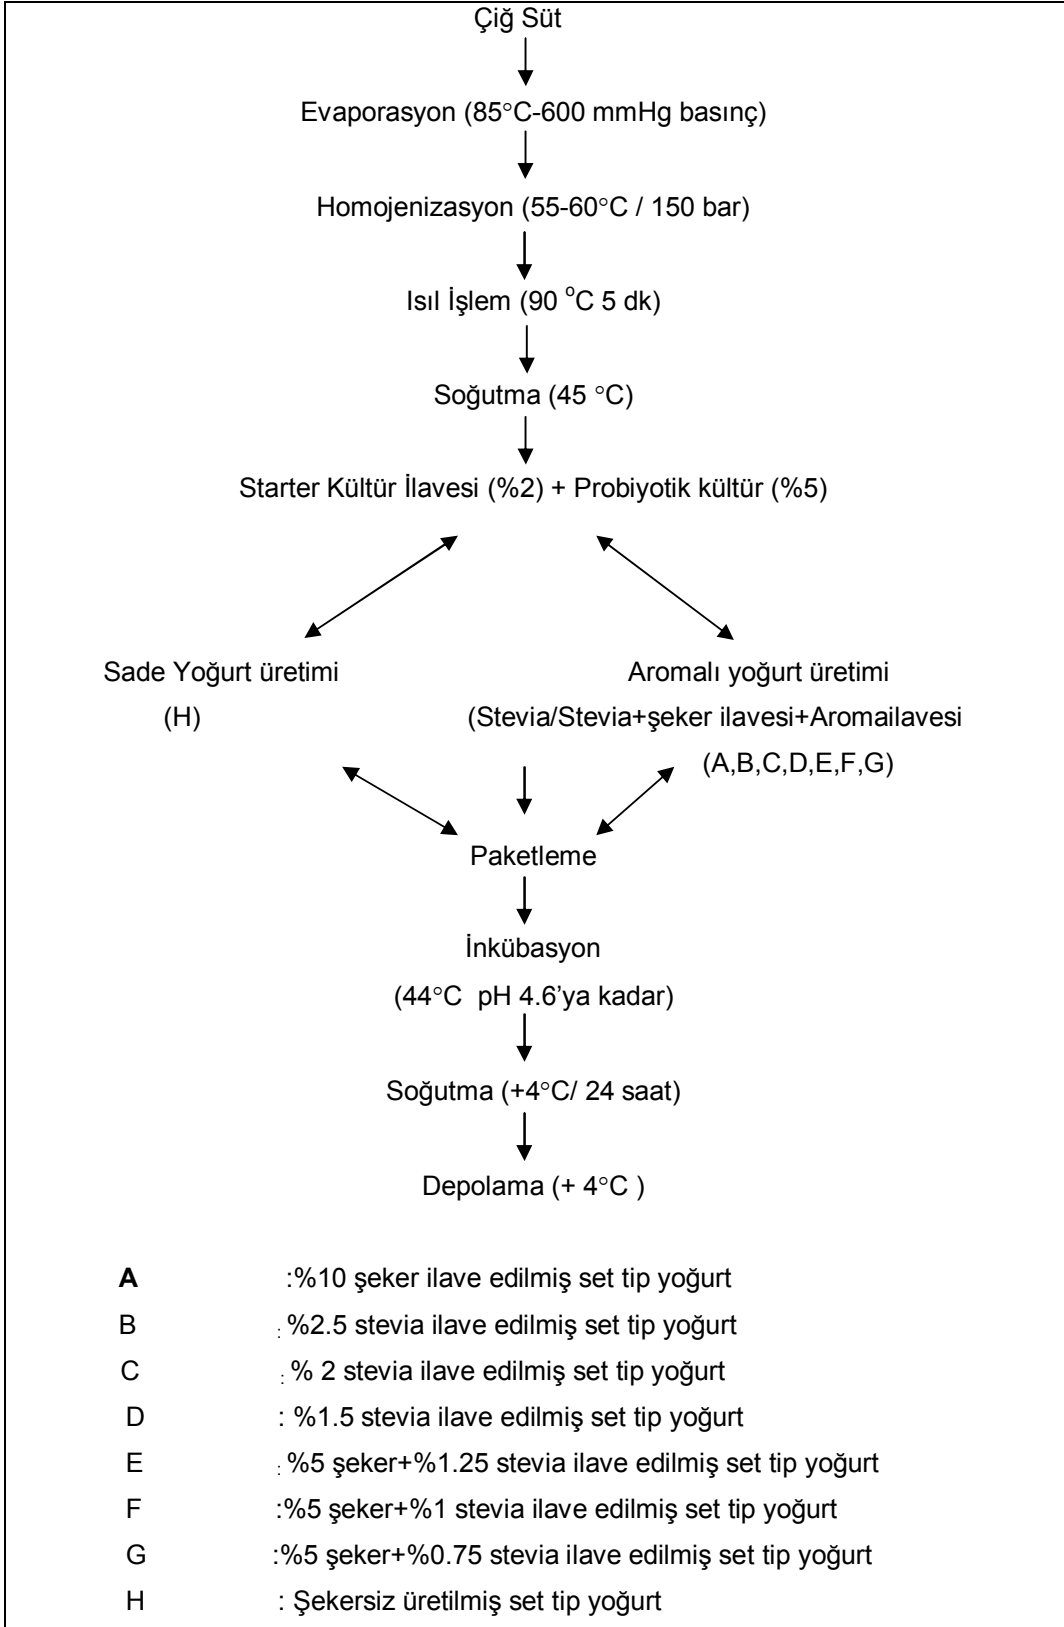 Çiğ Süt
Evaporasyon (85°C-600 mmHg basınç)
Homojenizasyon (55-60°C / 150 bar)
Isıl İşlem (90 °C 5 dk)
Soğutma (45 °C)
Starter Kültür İlavesi (%2) + Probiyotik kültür (%5)
Sade Yoğurt üretimi
(H)
Aromalı yoğurt üretimi
(Stevia/Stevia+şeker ilavesi+Aromailavesi
(A,B,C,D,E,F,G)
Paketleme
İnkübasyon
(44°C pH 4.6’ya kadar)
Soğutma (+4°C/ 24 saat)
Depolama (+ 4°C )
A :%10 şeker ilave edilmiş set tip yoğurt
B : %2.5 stevia ilave edilmiş set tip yoğurt
C : % 2 stevia ilave edilmiş set tip yoğurt
D : %1.5 stevia ilave edilmiş set tip yoğurt
E : %5 şeker+%1.25 stevia ilave edilmiş set tip yoğurt
F :%5 şeker+%1 stevia ilave edilmiş set tip yoğurt
G :%5 şeker+%0.75 stevia ilave edilmiş set tip yoğurt
H : Şekersiz üretilmiş set tip yoğurt